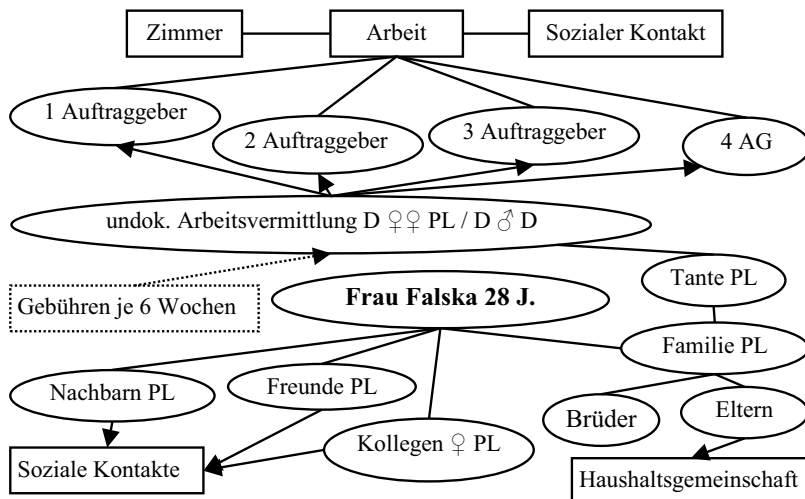 Zimmer
Arbeit
Sozialer Kontakt
1 Auftraggeber
2 Auftraggeber
3 Auftraggeber
4 AG
undok. Arbeitsvermittlung D ♀♀ PL / D ♂ D
Tante PL
Gebühren je 6 Wochen
Frau Falska 28 J.
Familie PL
Nachbarn PL
Freunde PL
Brüder
Eltern
Kollegen ♀ PL
Soziale Kontakte
Haushaltsgemeinschaft